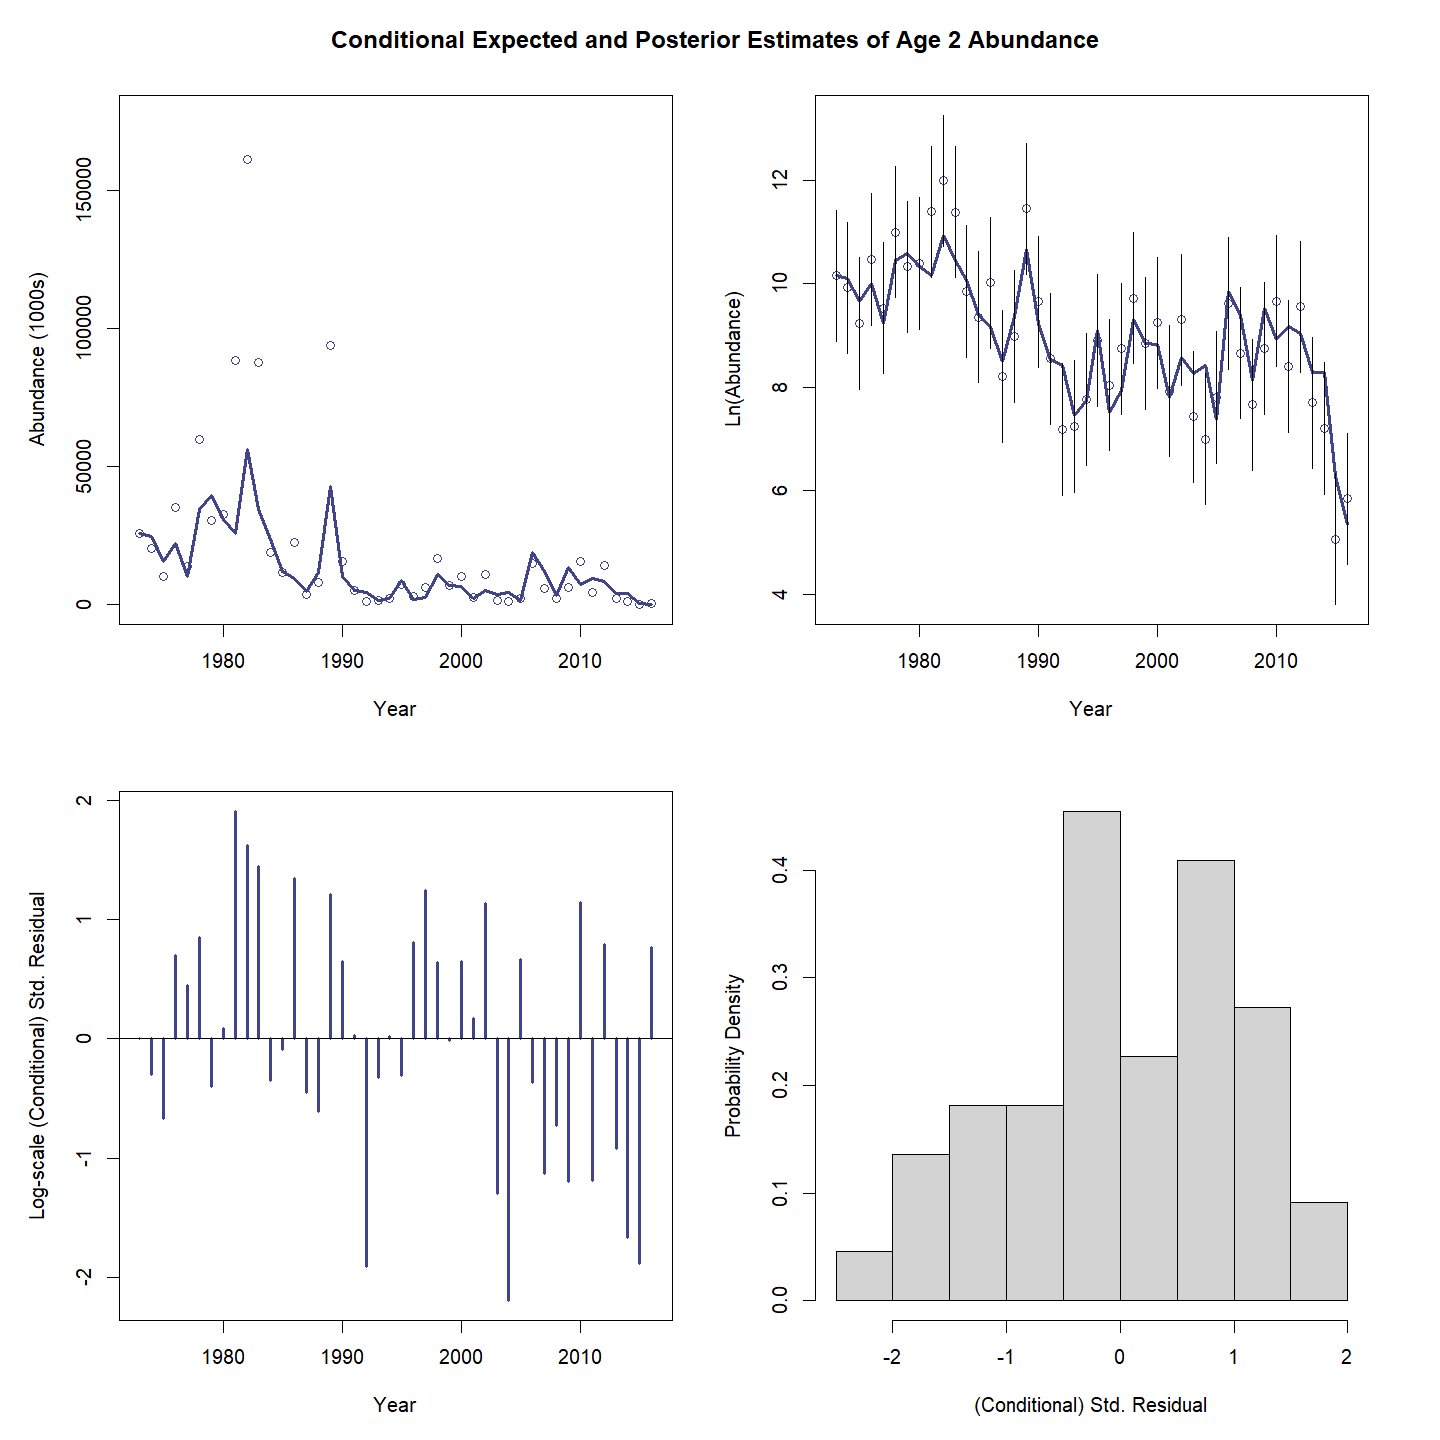 Conditional Expected and Posterior Estimates of Age 2 Abundance
Abundance (1000s)
150000
100000
50000
0
1980 1990 2000 2010
Year
Ln(Abundance)
12
10
8
6
4
1980 1990 2000 2010
Year
Log-scale (Conditional) Std. Residual
2
1
0
-1
-2
1980 1990 2000 2010
Year
Probability Density
0.4
0.3
0.2
0.1
0.0
-2 -1 0 1 2
(Conditional) Std. Residual